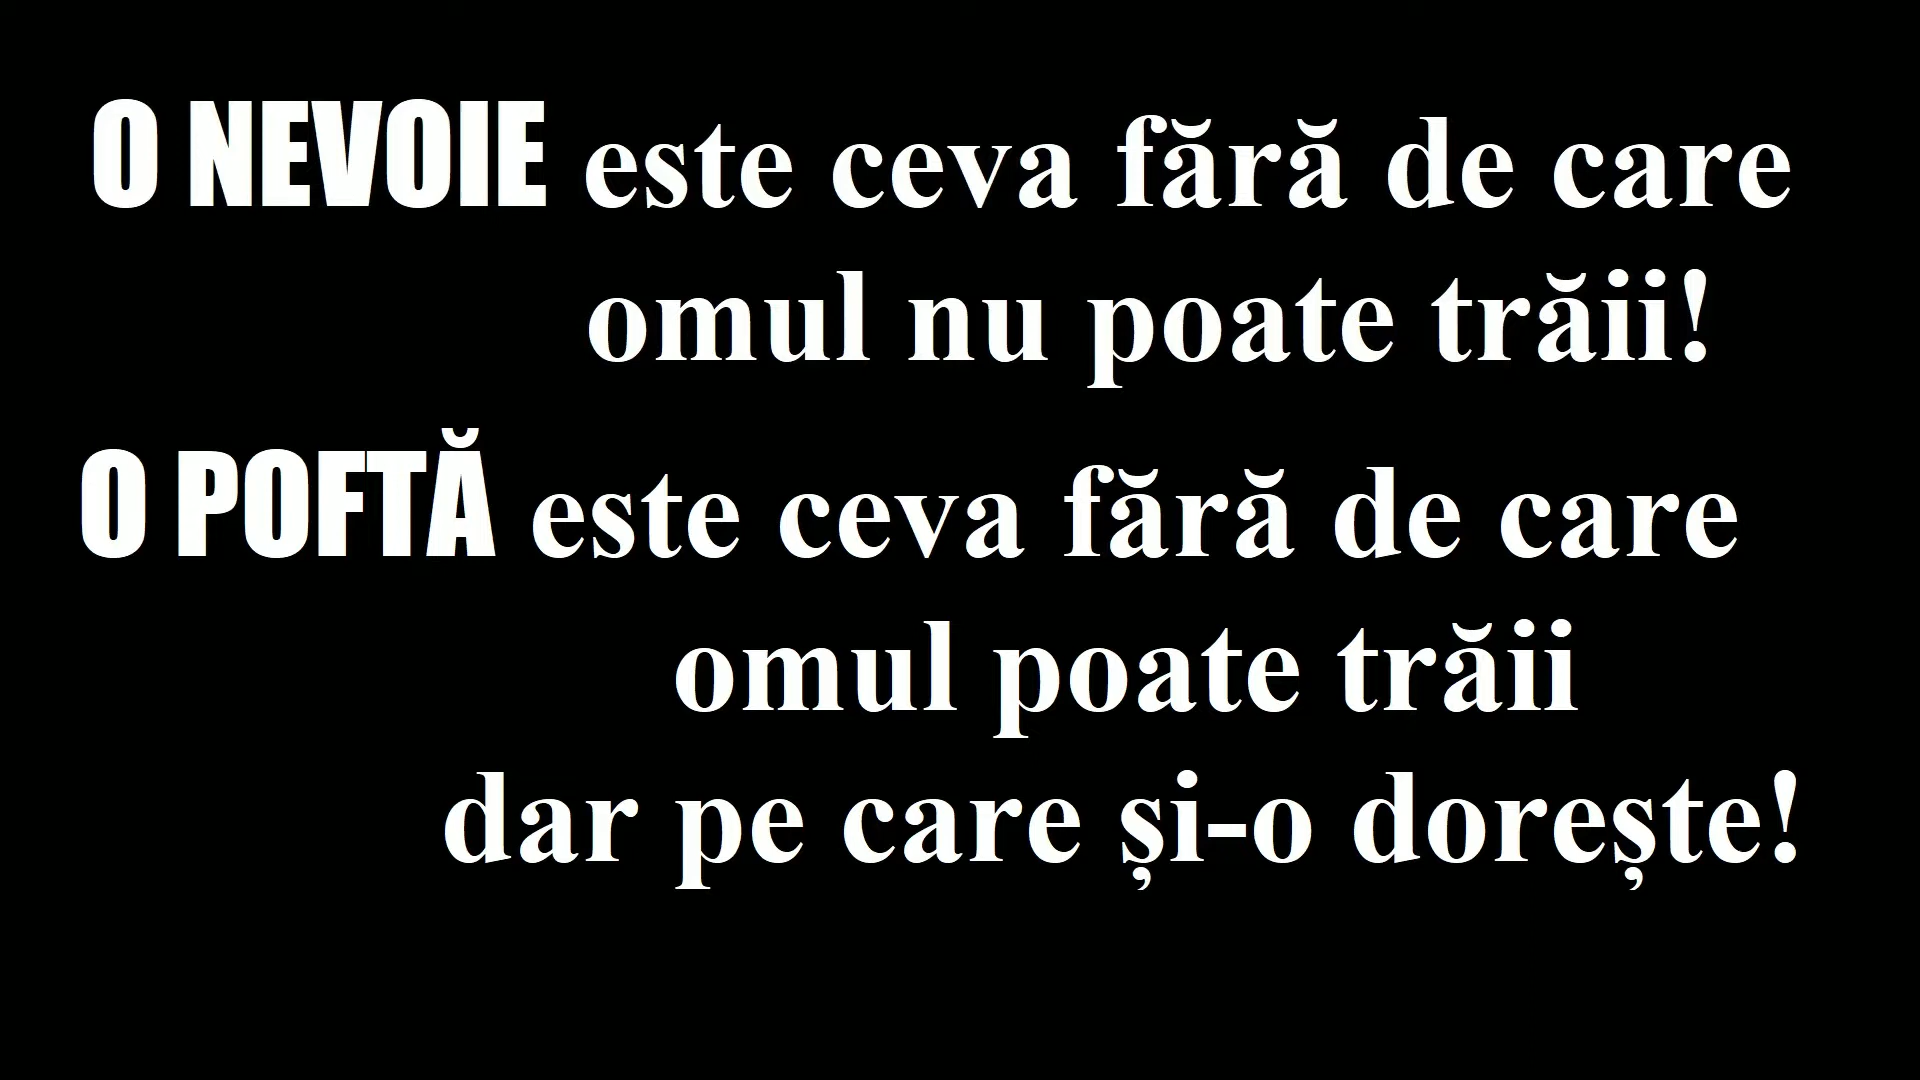 O NEVOIE este ceva fără de care
omul nu poate trăii!
O POFTĂ este ceva fără de care
omul poate trăii
dar pe care și-o dorește!